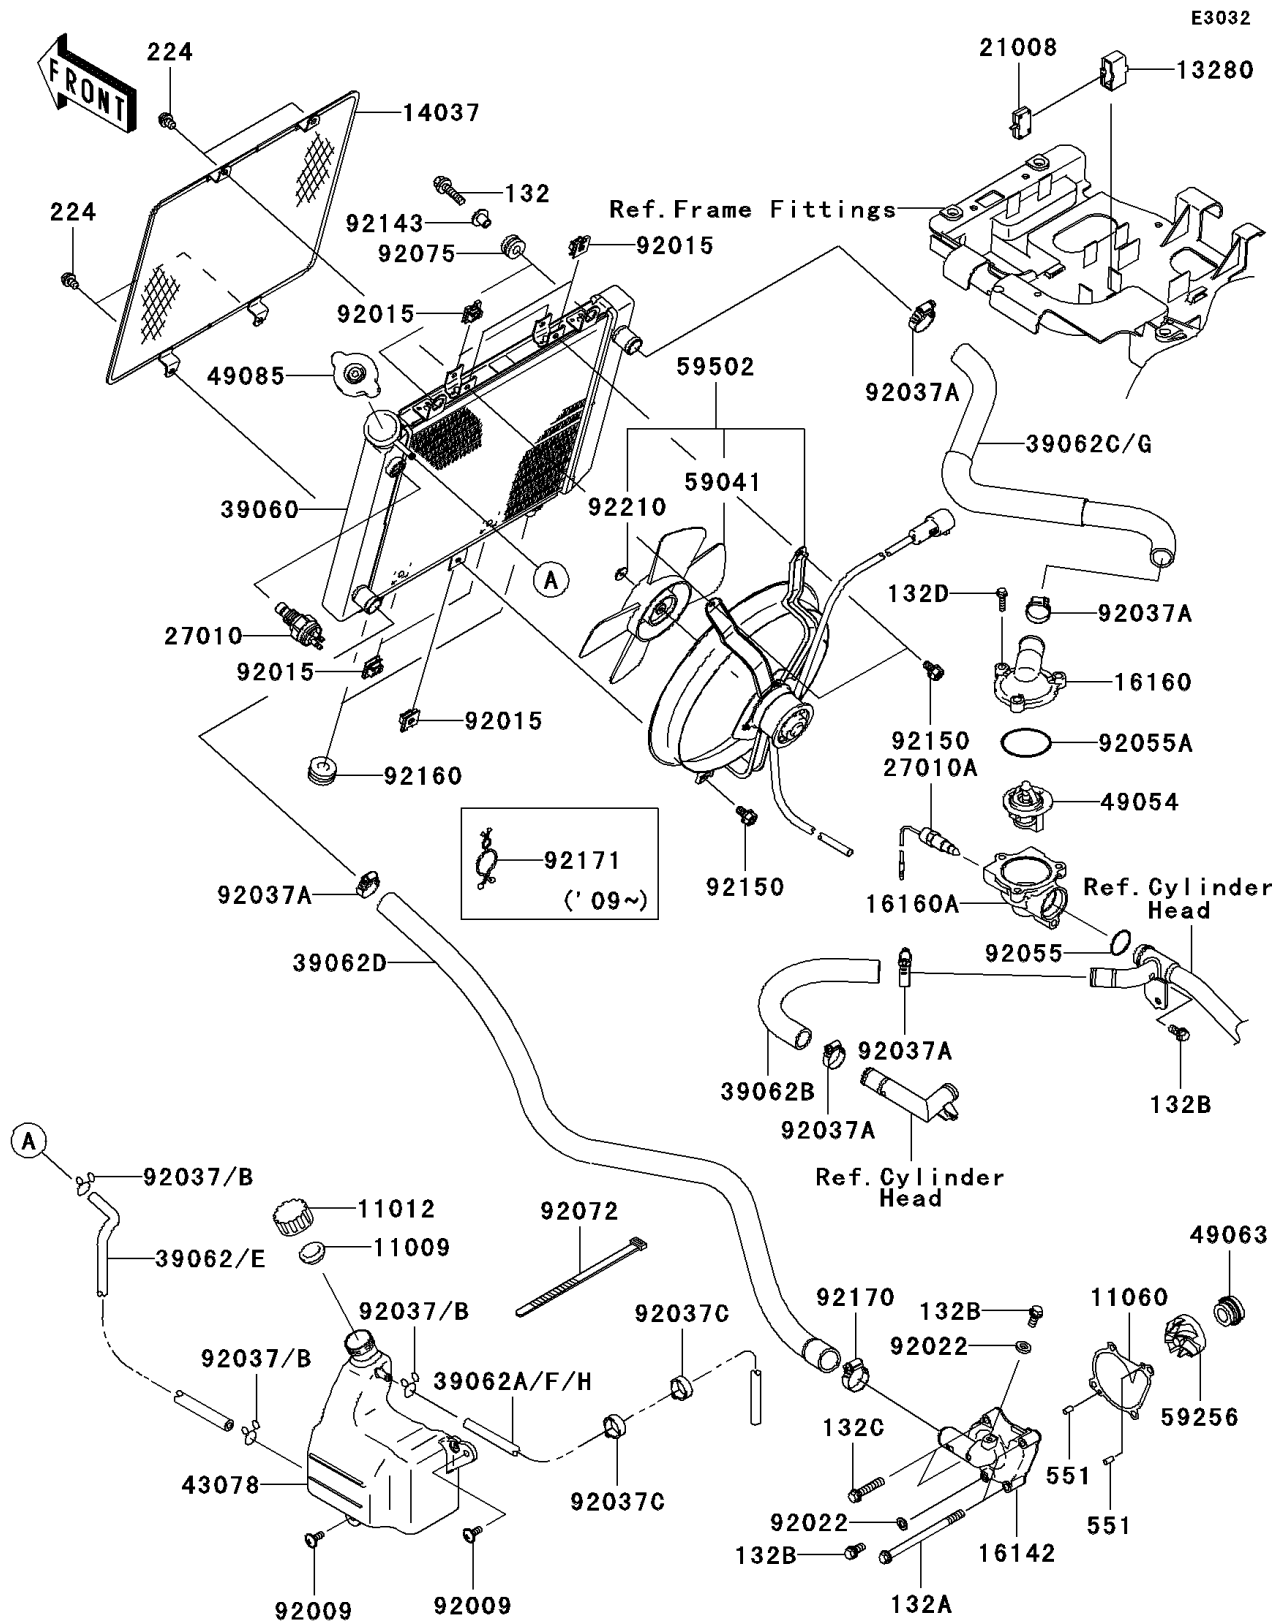 E3032
224
21008
13280
FRONT
14037
132
92143
92075
92015
Ref.Frame Fittings
224
92015
49085
59502
92037A
39062C/G
59041
92210
39060
A
132D
92037A
27010
92015
16160
92015
92150
92055A
92160
27010A
49054
92171
('09~)
92150
92037A
16160A
Ref.Cylinder
Head
92055
39062D
92037A
39062B
132B
92037A
A
Ref.Cylinder
Head
92037/B
11012
92072
49063
39062/E
11009
92037/B
92037C
92170
132B
11060
92037/B
92022
39062A/F/H
59256
132C
43078
551
92037C
92022
551
132B
16142
92009
92009
132A